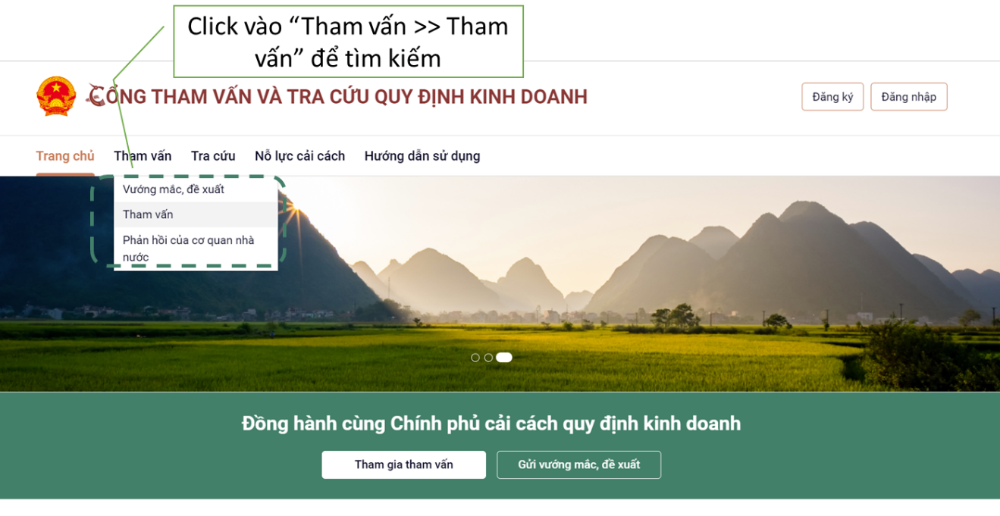 Click vào “Tham vấn >> Tham
vấn” để tìm kiếm
CỔNG THAM VẤN VÀ TRA CỨU QUY ĐỊNH KINH DOANH
Đăng ký
Đăng nhập
Trang chủ
Tham vấn
Tra cứu
Nỗ lực cải cách
Hướng dẫn sử dụng
Vướng mắc, đề xuất
Tham vấn
Phản hồi của cơ quan nhà
nước
Đồng hành cùng Chính phủ cải cách quy định kinh doanh
Tham gia tham vấn
Gửi vướng mắc, đề xuất